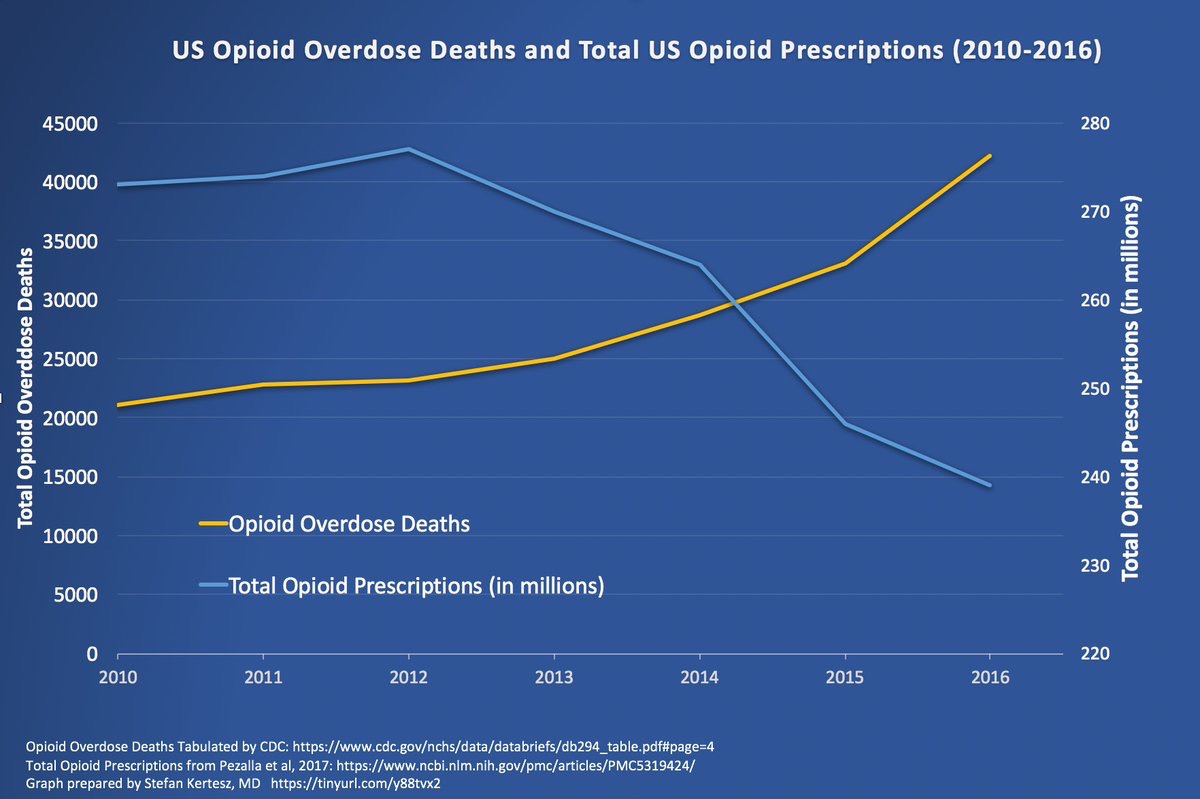 US Opioid Overdose Deaths and Total US Opioid Prescriptions (2010-2016)
45000
40000
35000
30000
25000
20000
15000
10000
5000
0
Total Opioid Overddose Deaths
280
270
260
250
240
230
220
Total Opioid Prescriptions (in millions)
Opioid Overdose Deaths
Total Opioid Prescriptions (in millions)
2010 2011 2012 2013 2014 2015 2016
Opioid Overdose Deaths Tabulated by CDC: https://www.cdc.gov/nchs/data/databriefs/db294_table.pdf#page=4
Total Opioid Prescriptions from Pezalla et al, 2017: https://www.ncbi.nlm.nih.gov/pmc/articles/PMC5319424/
Graph prepared by Stefan Kertesz, MD https://tinyurl.com/y88tvx2